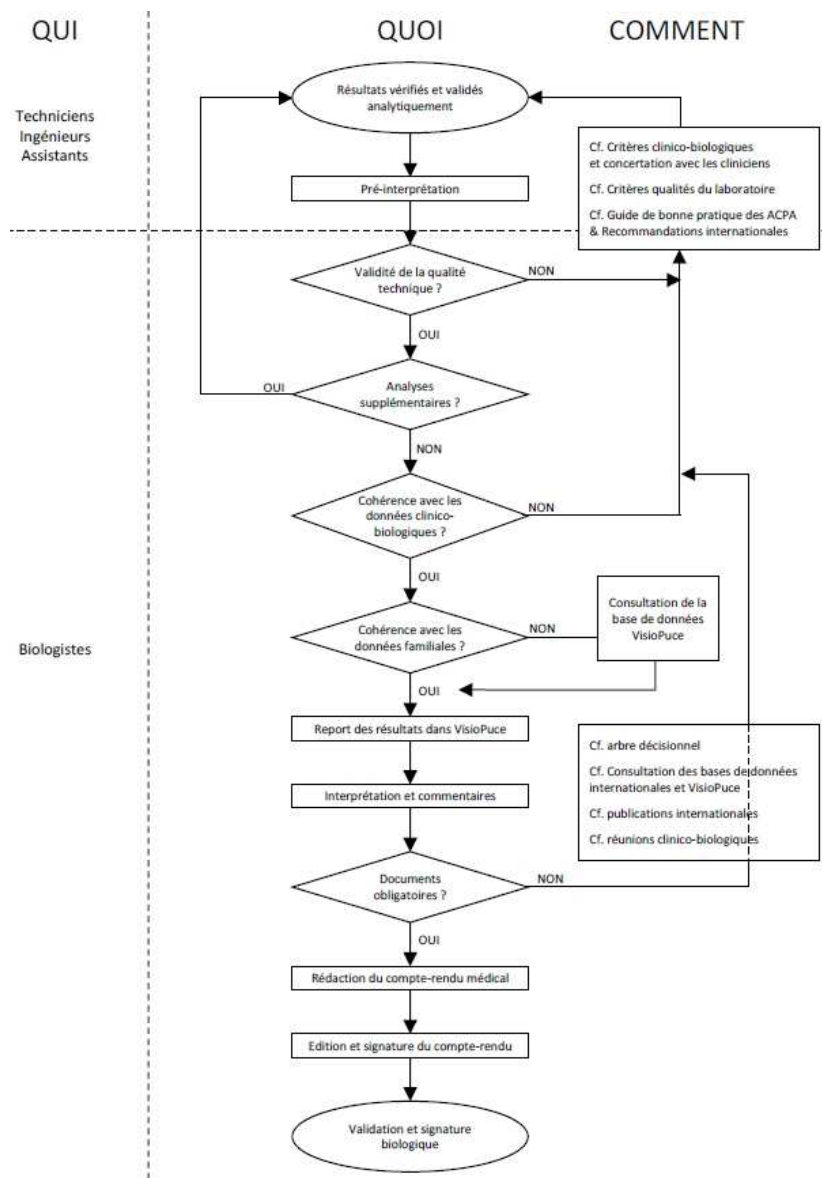 QUI
QUOI
COMMENT
Techniciens
Ingénieurs
Assistants
Résultats vérifiés et validés
analytiquement
Cf. Critères clinico-biologiques
et concertation avec les cliniciens
Cf. Critères qualités du laboratoire
Cf. Guide de bonne pratique des ACPA
& Recommandations internationales
Pré-interprétation
Validité de la qualité
technique ?
NON
OUI
Analyses
supplémentaires ?
OUI
NON
Cohérence avec les
données clinico-
biologiques ?
NON
OUI
Cohérence avec les
données familiales ?
NON
Consultation de la
base de données
VisioPuce
OUI
Biologistes
Report des résultats dans VisioPuce
Interprétation et commentaires
Cf. arbre décisionnel
Cf. Consultation des bases de données
internationales et VisioPuce
Cf. publications internationales
Cf. réunions clinico-biologiques
Documents
obligatoires ?
NON
OUI
Rédaction du compte-rendu médical
Edition et signature du compte-rendu
Validation et signature
biologique